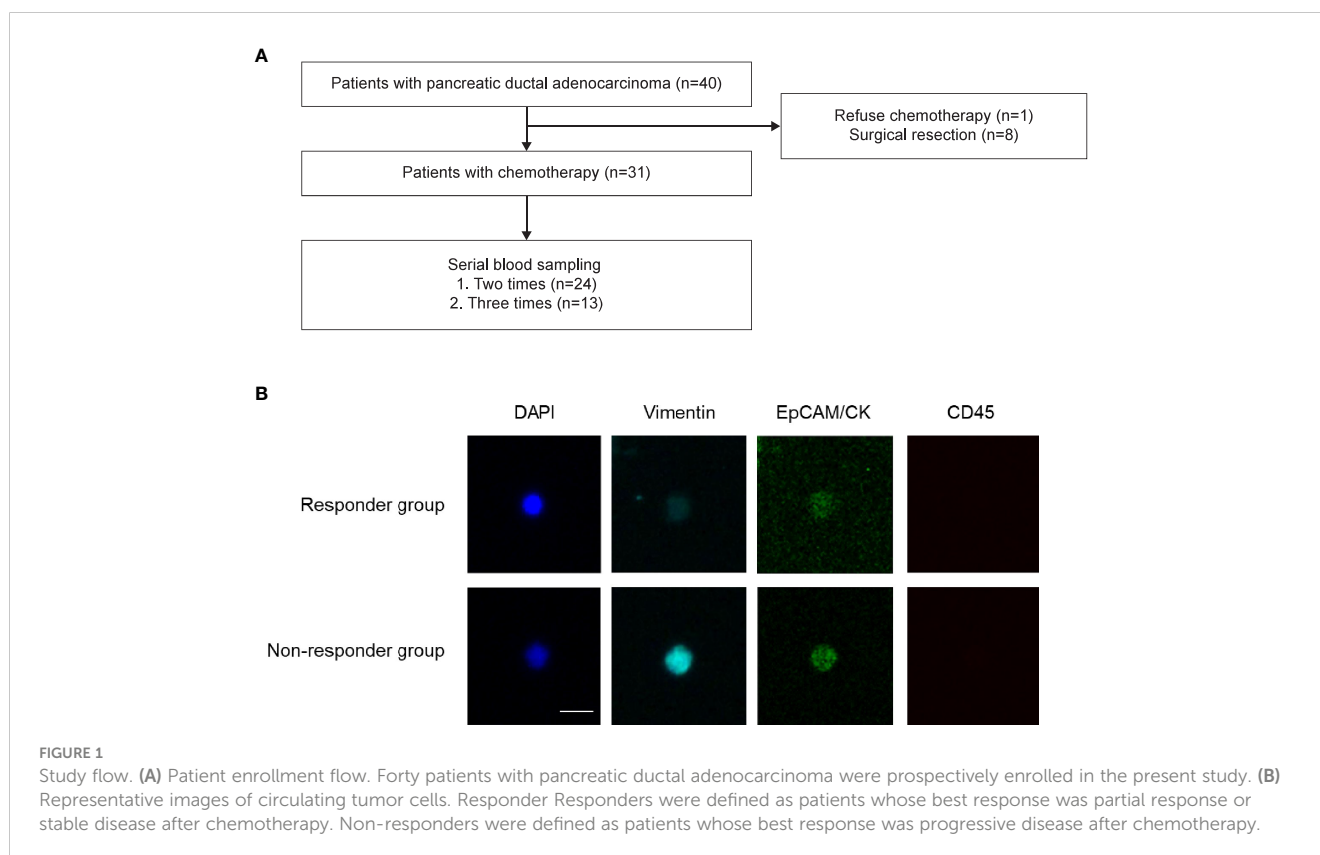 A
Patients with pancreatic ductal adenocarcinoma (n=40)
Refuse chemotherapy (n=1)
Surgical resection (n=8)
Patients with chemotherapy (n=31)
Serial blood sampling
1. Two times (n=24)
2. Three times (n=13)
B
DAPI Vimentin EpCAM/CK CD45
Responder group
Non-responder group
FIGURE 1
Study flow. (A) Patient enrollment flow. Forty patients with pancreatic ductal adenocarcinoma were prospectively enrolled in the present study. (B)
Representative images of circulating tumor cells. Responder Responders were defined as patients whose best response was partial response or
stable disease after chemotherapy. Non-responders were defined as patients whose best response was progressive disease after chemotherapy.